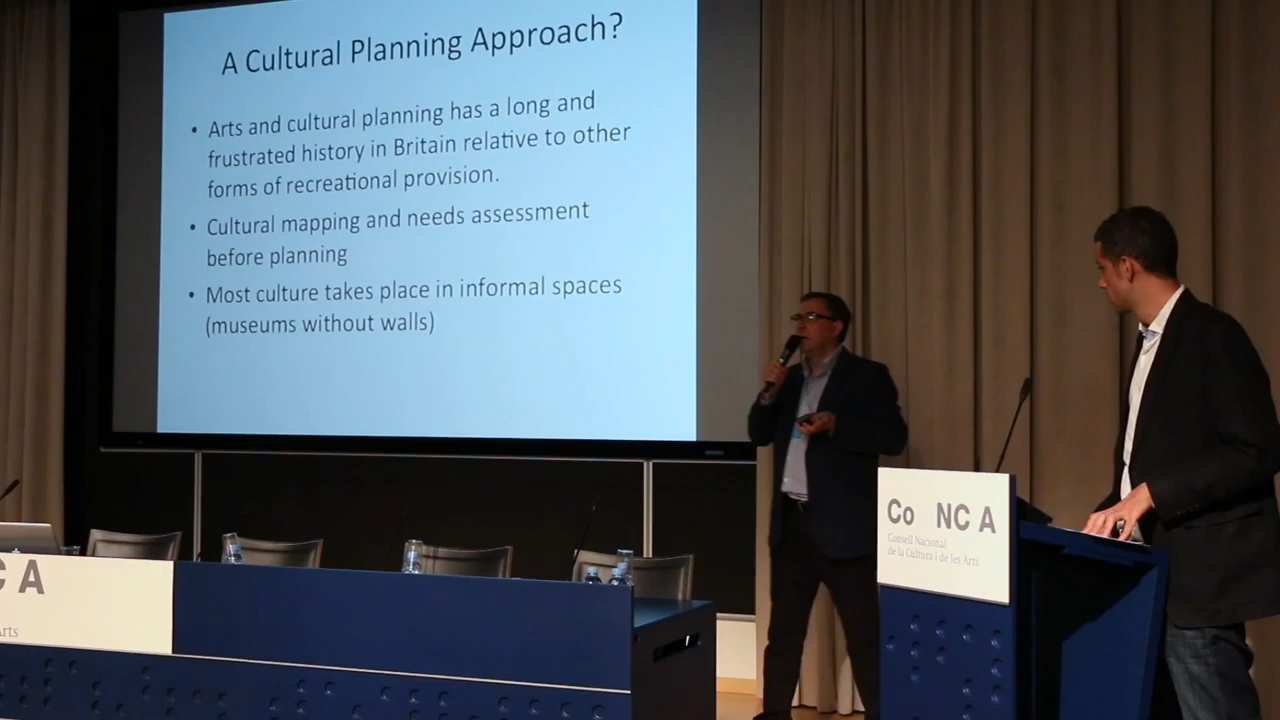 A Cultural Planning Approach?
• Arts and cultural planning has a long and
frustrated history in Britain relative to other
forms of recreational provision.
• Cultural mapping and needs assessment
before planning
• Most culture takes place in informal spaces
(museums without walls)
Co NC A
Consell Nacional
de la Cultura i de les Arts
C A
Arts